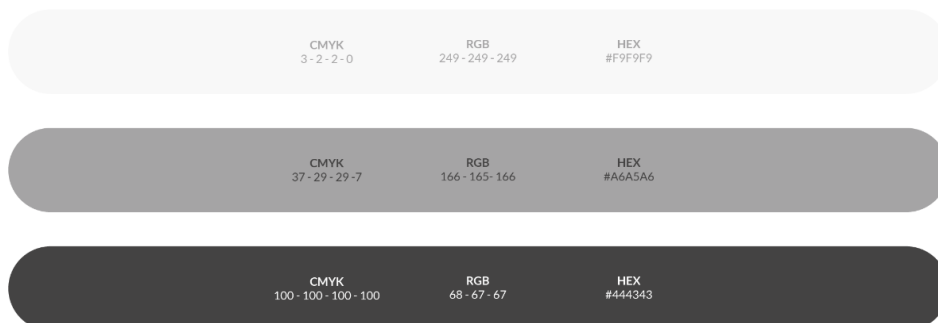 CMYK RGB HEX
3 - 2 - 2 - 0 249 - 249 - 249 #F9F9F9
CMYK RGB HEX
37 - 29 - 29 -7 166 - 165- 166 #A6A5A6
CMYK RGB HEX
100 - 100 - 100 - 100 68 - 67 - 67 #444343